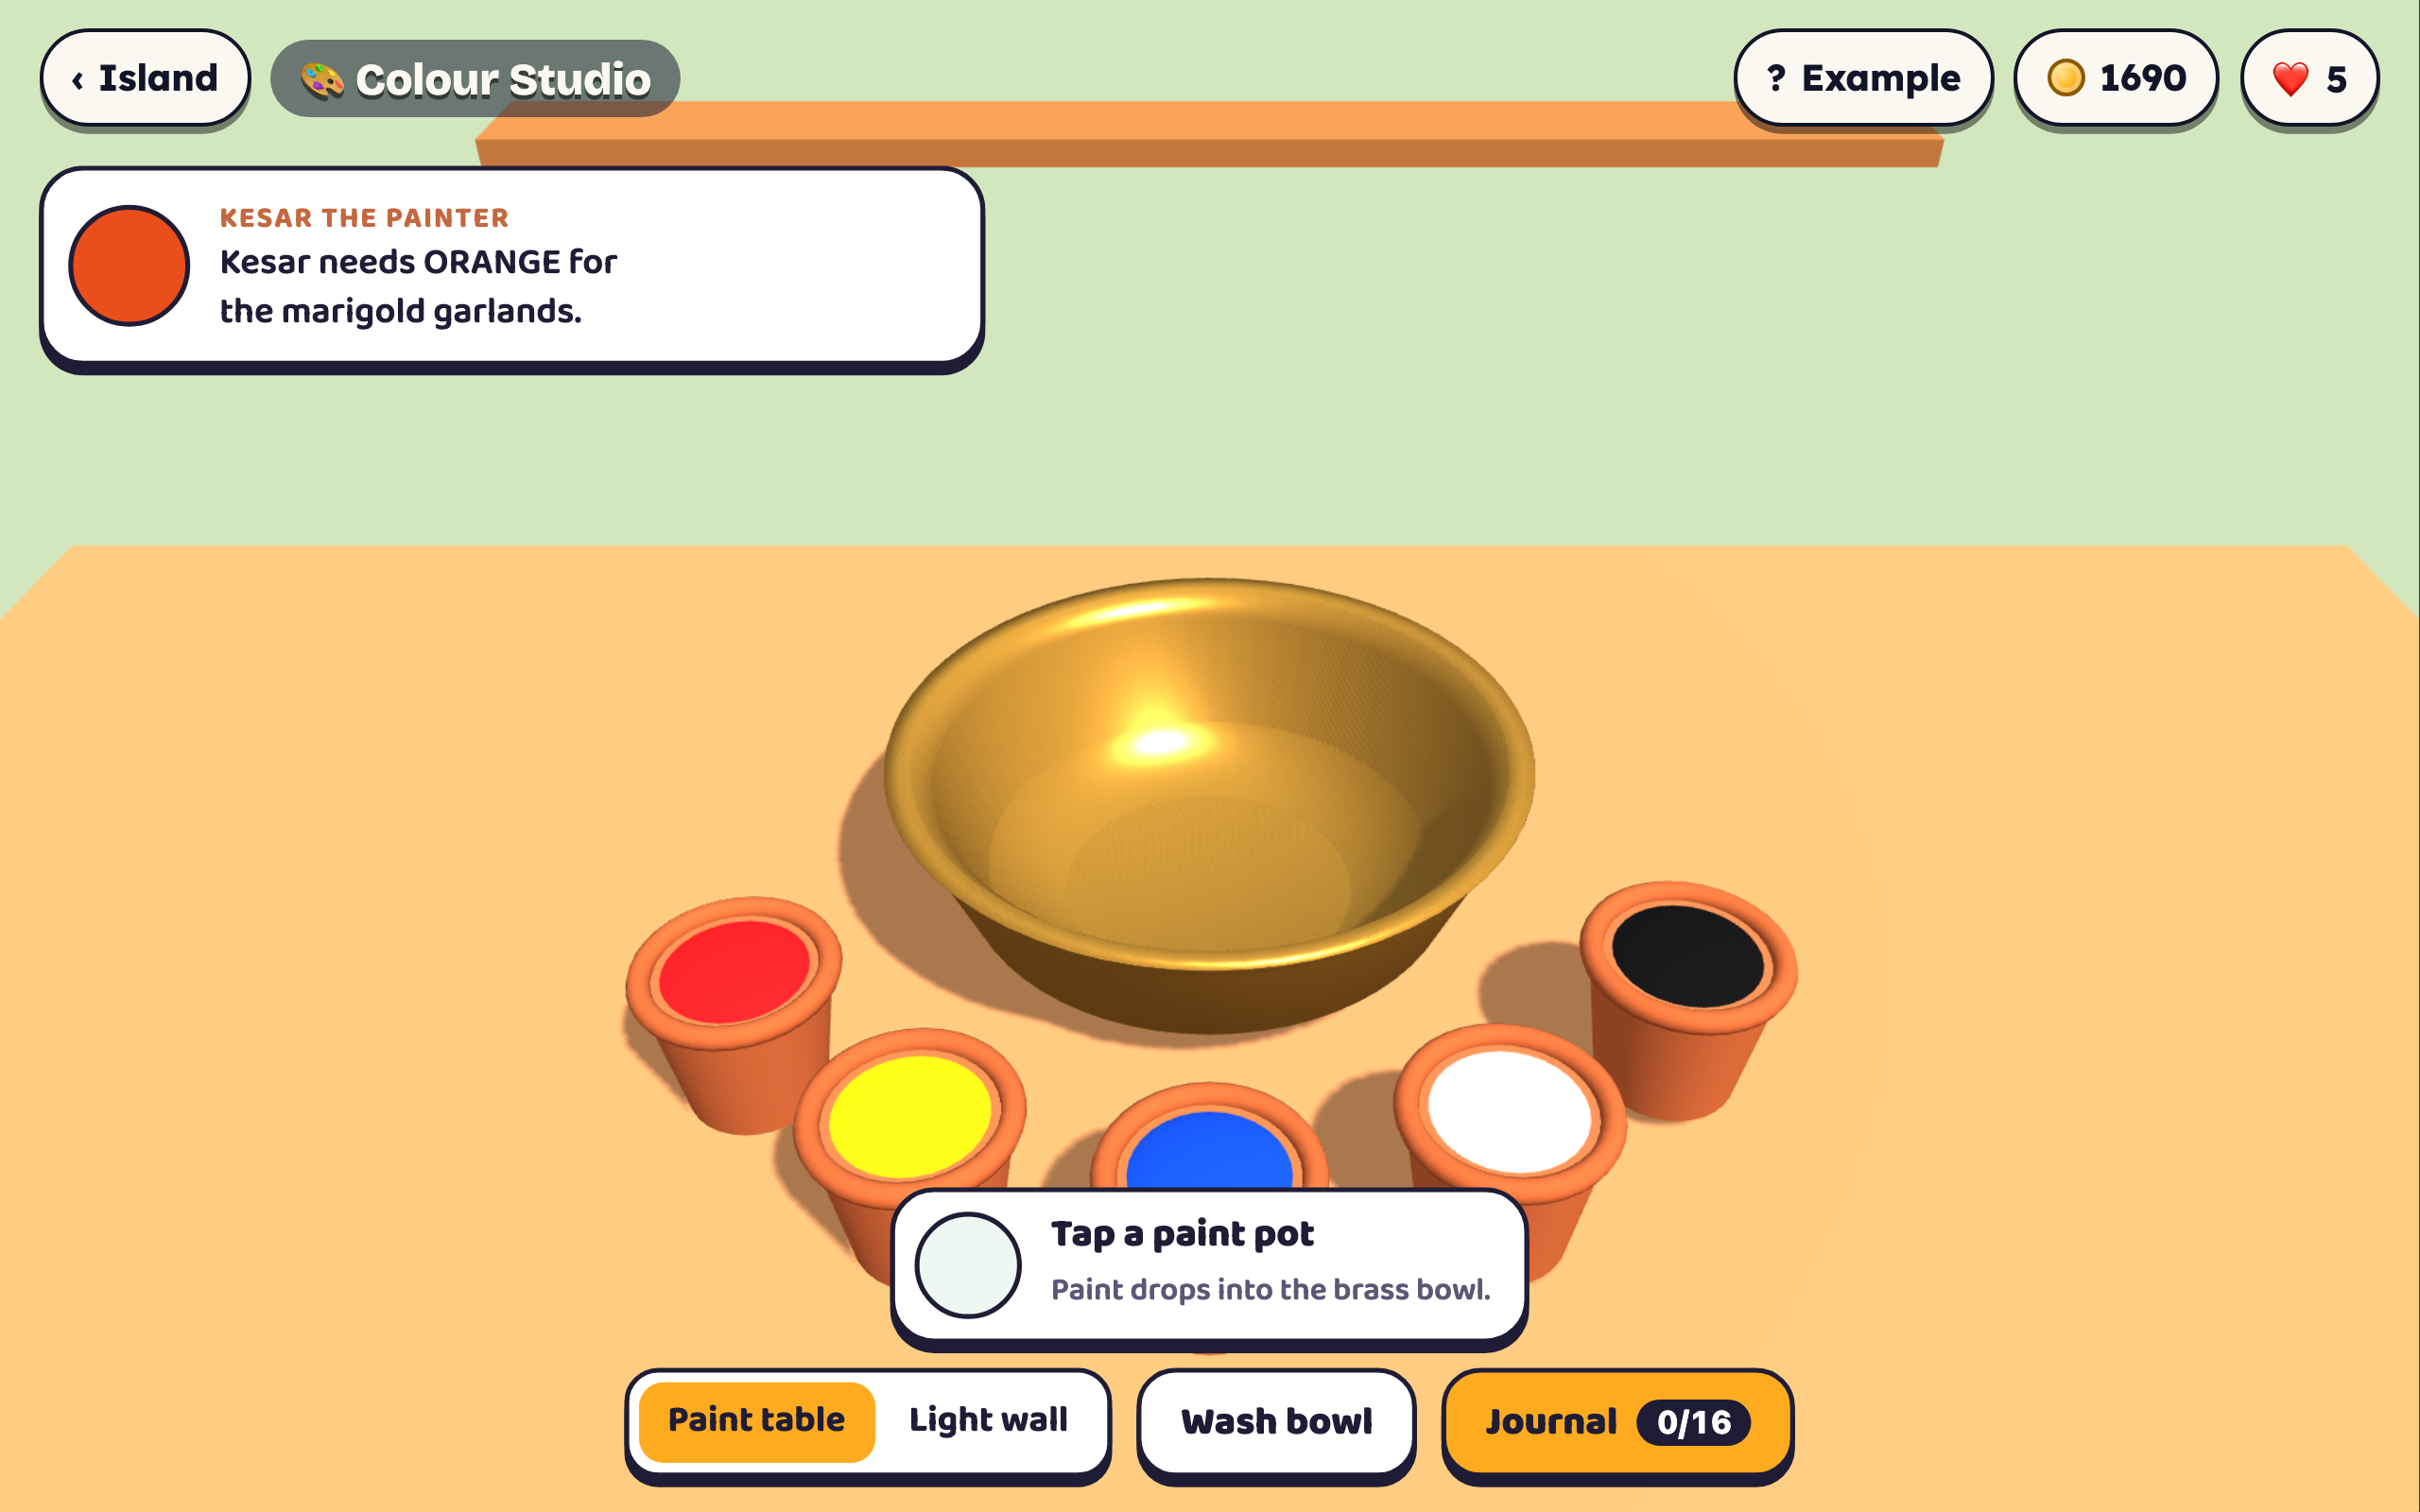 ‹ Island
Colour Studio
? Example
1690
5
KESAR THE PAINTER
Kesar needs ORANGE for
the marigold garlands.
Tap a paint pot
Paint drops into the brass bowl.
Paint table
Light wall
Wash bowl
Journal 0/16